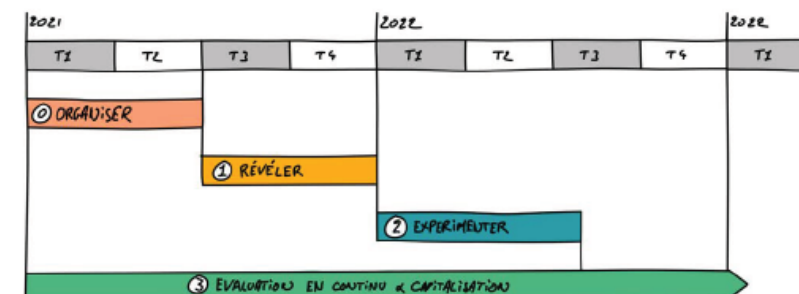 2021 2022 2022
T1 T2 T3 T4 T1 T2 T3 T4 T1
0 ORGANISER
1 RÉVÉLER
2 EXPERIMENTER
3 EVALUATION EN CONTINU & CAPITALISATION